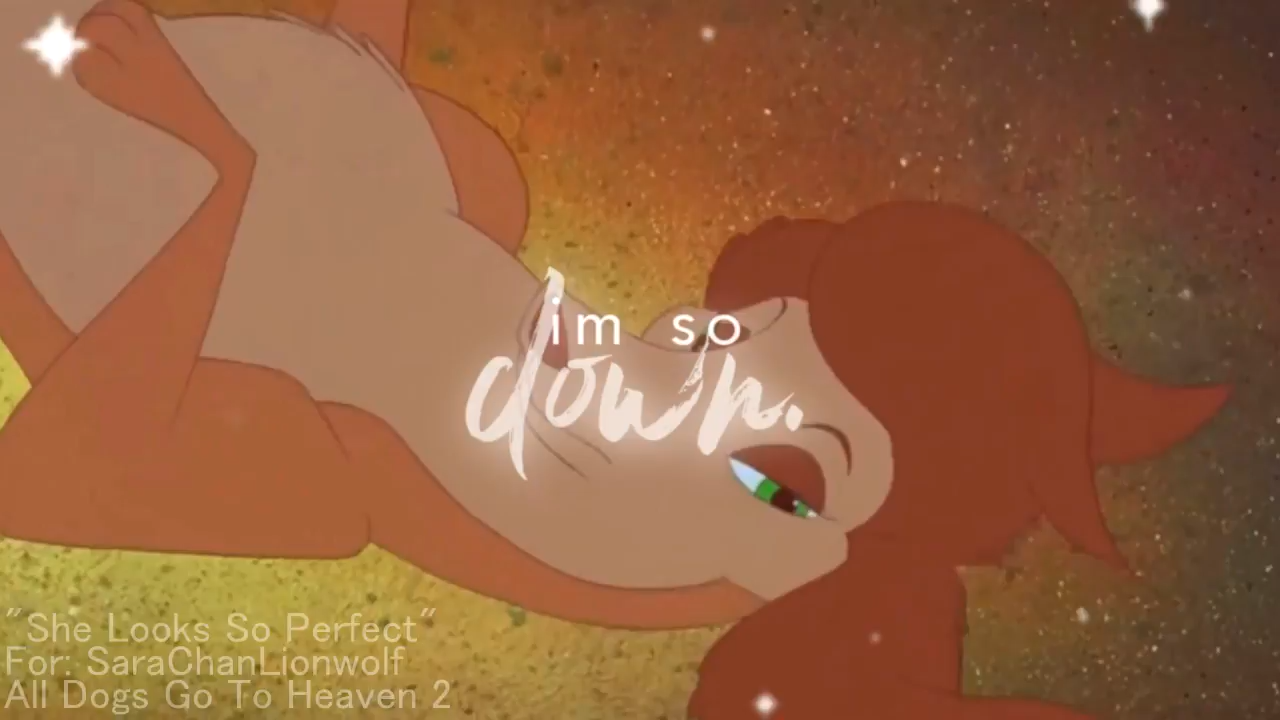 im so
down.
"She Looks So Perfect"
For: SaraChanLionwolf
All Dogs Go To Heaven 2